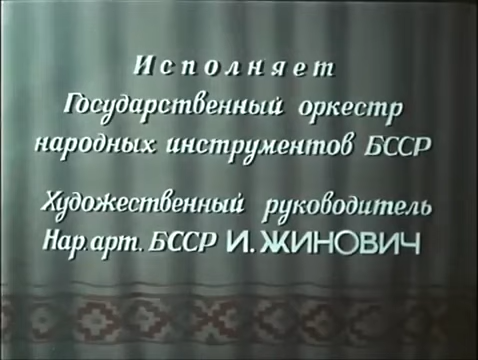 Исполняет
Государственный оркестр
народных инструментов БССР
Художественный руководитель
Нар. арт. БССР И. ЖИНОВИЧ